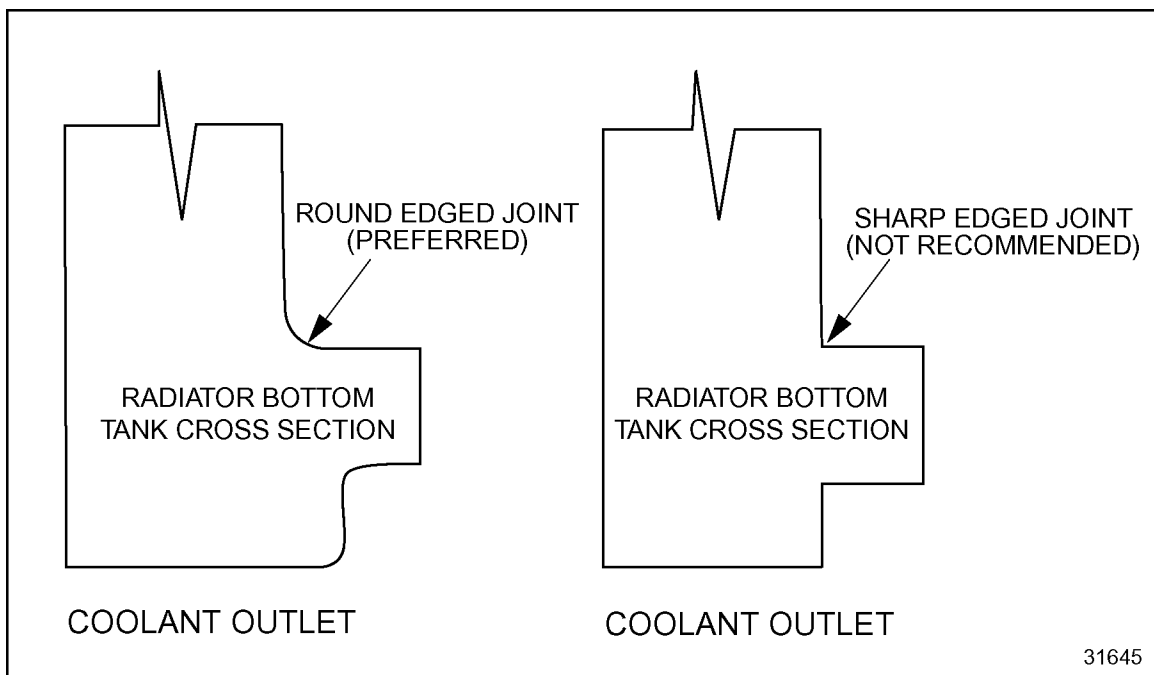 ROUND EDGED JOINT
(PREFERRED)
RADIATOR BOTTOM
TANK CROSS SECTION
COOLANT OUTLET
SHARP EDGED JOINT
(NOT RECOMMENDED)
RADIATOR BOTTOM
TANK CROSS SECTION
COOLANT OUTLET
31645